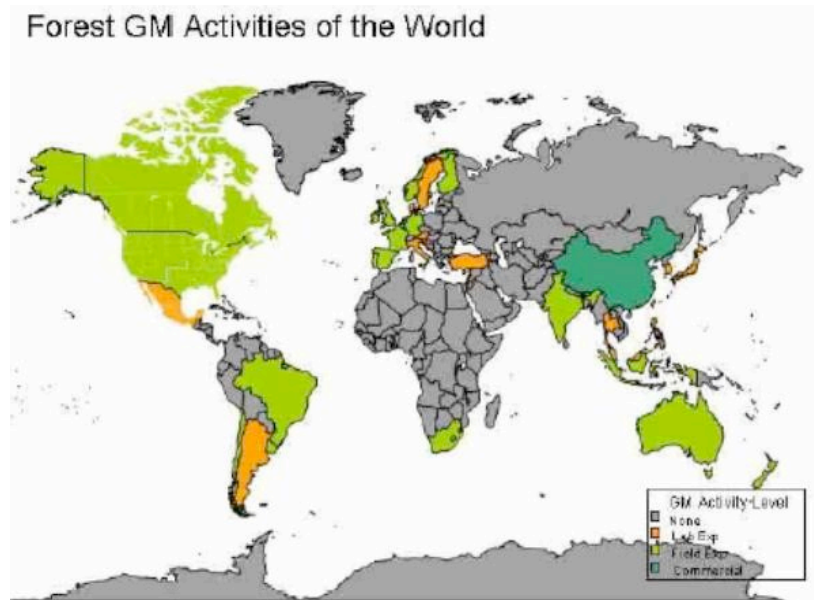 Forest GM Activities of the World
GM Activity-Level
None
Lab Exp
Field Exp
Commercial